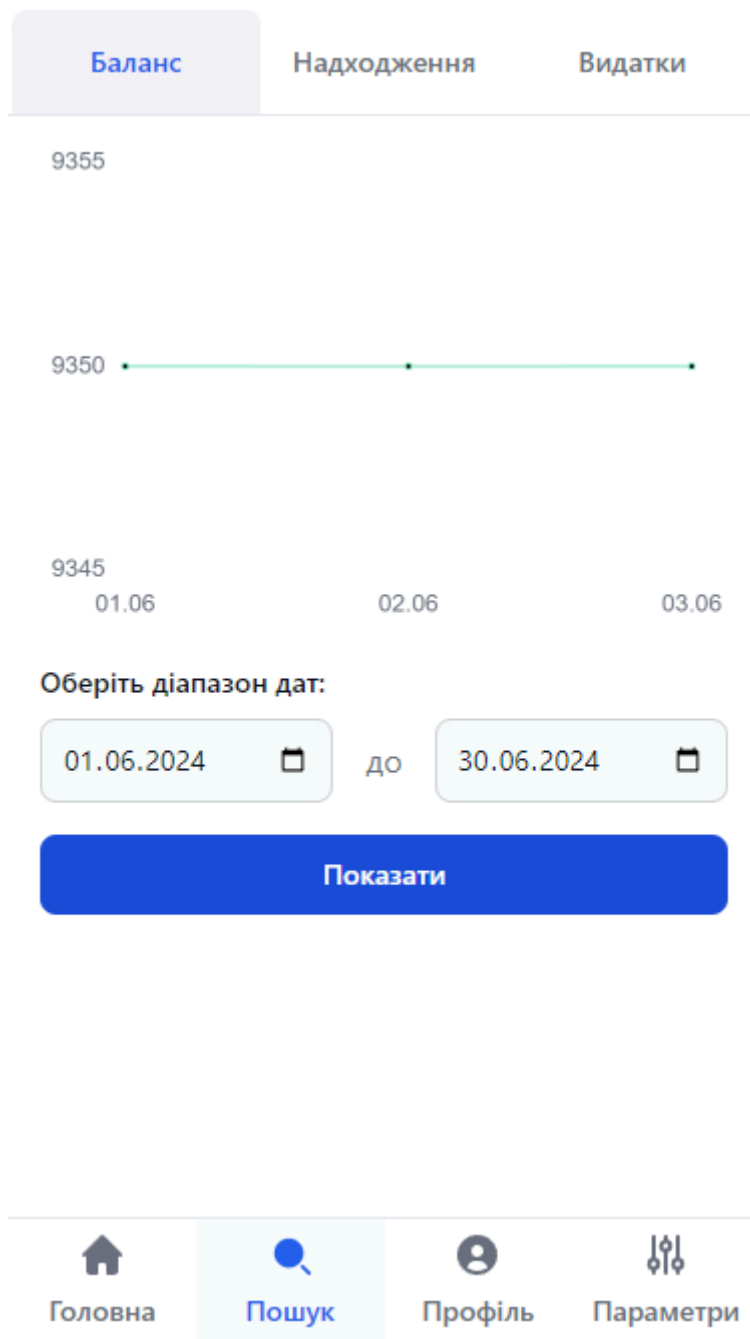 Баланс Надходження Видатки
9355
9350
9345
01.06 02.06 03.06
Оберіть діапазон дат:
01.06.2024 до 30.06.2024
Показати
Головна Пошук Профіль Параметри